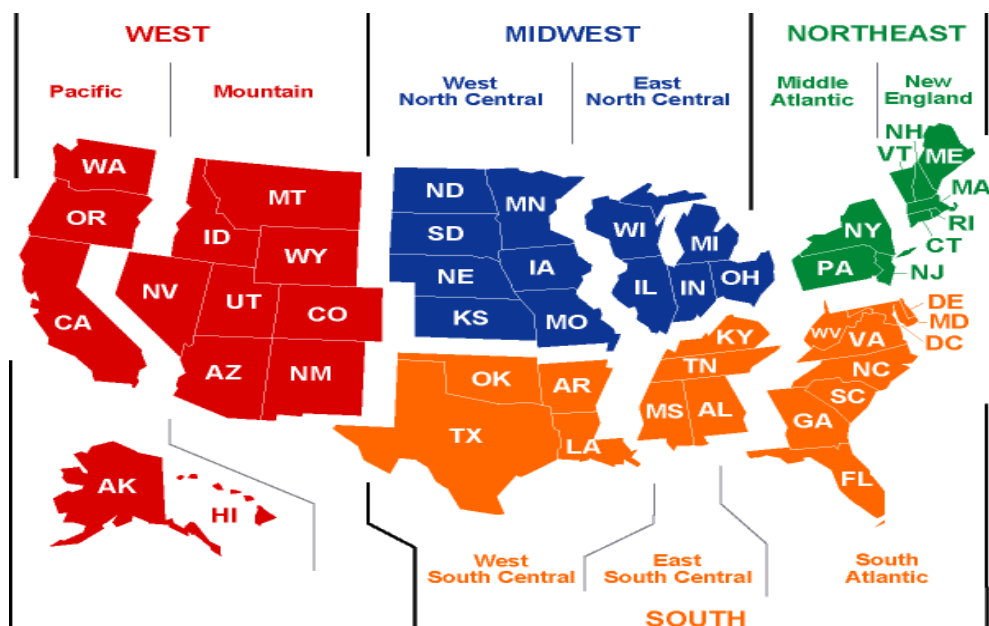 WEST
MIDWEST
NORTHEAST
Pacific
Mountain
West
North Central
East
North Central
Middle
Atlantic
New
England
WA
OR
CA
NV
ID
MT
WY
UT
CO
AZ
NM
AK
HI
ND
SD
NE
KS
MN
IA
MO
WI
MI
IL
IN
OH
NH
VT
ME
MA
RI
CT
NY
PA
NJ
OK
TX
AR
LA
KY
TN
MS
AL
DE
MD
DC
WV
VA
NC
SC
GA
FL
West
South Central
East
South Central
South
Atlantic
SOUTH